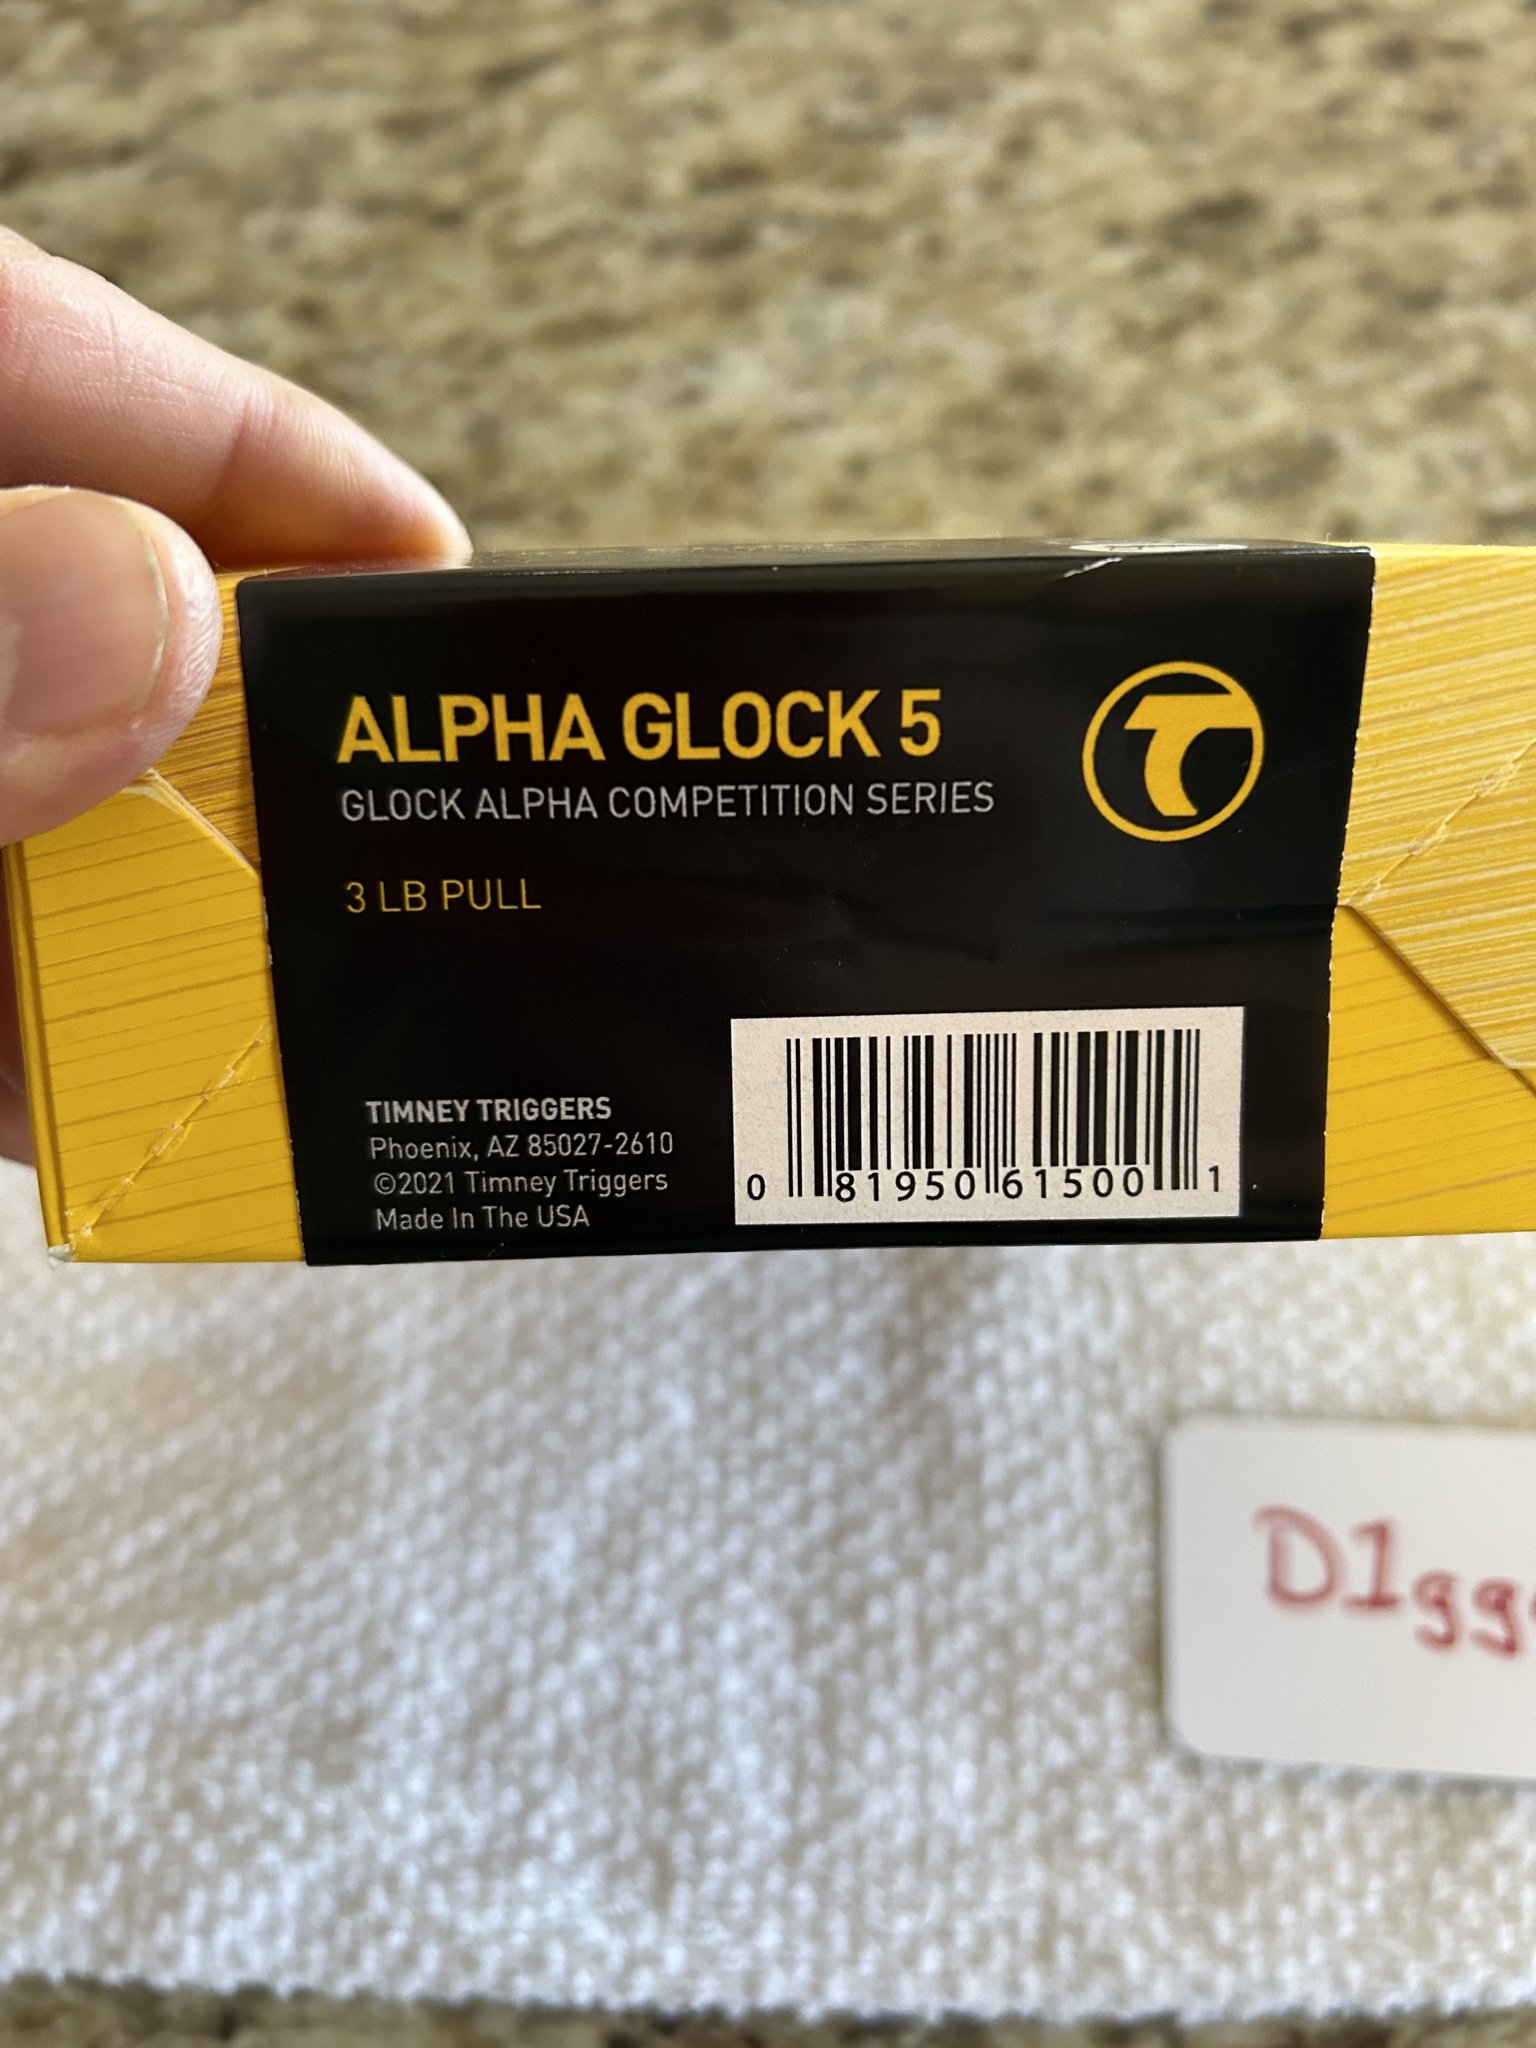 ALPHA GLOCK 5
GLOCK ALPHA COMPETITION SERIES
3 LB PULL
TIMNEY TRIGGERS
Phoenix, AZ 85027-2610
©2021 Timney Triggers
Made In The USA
0 81950 61500 1